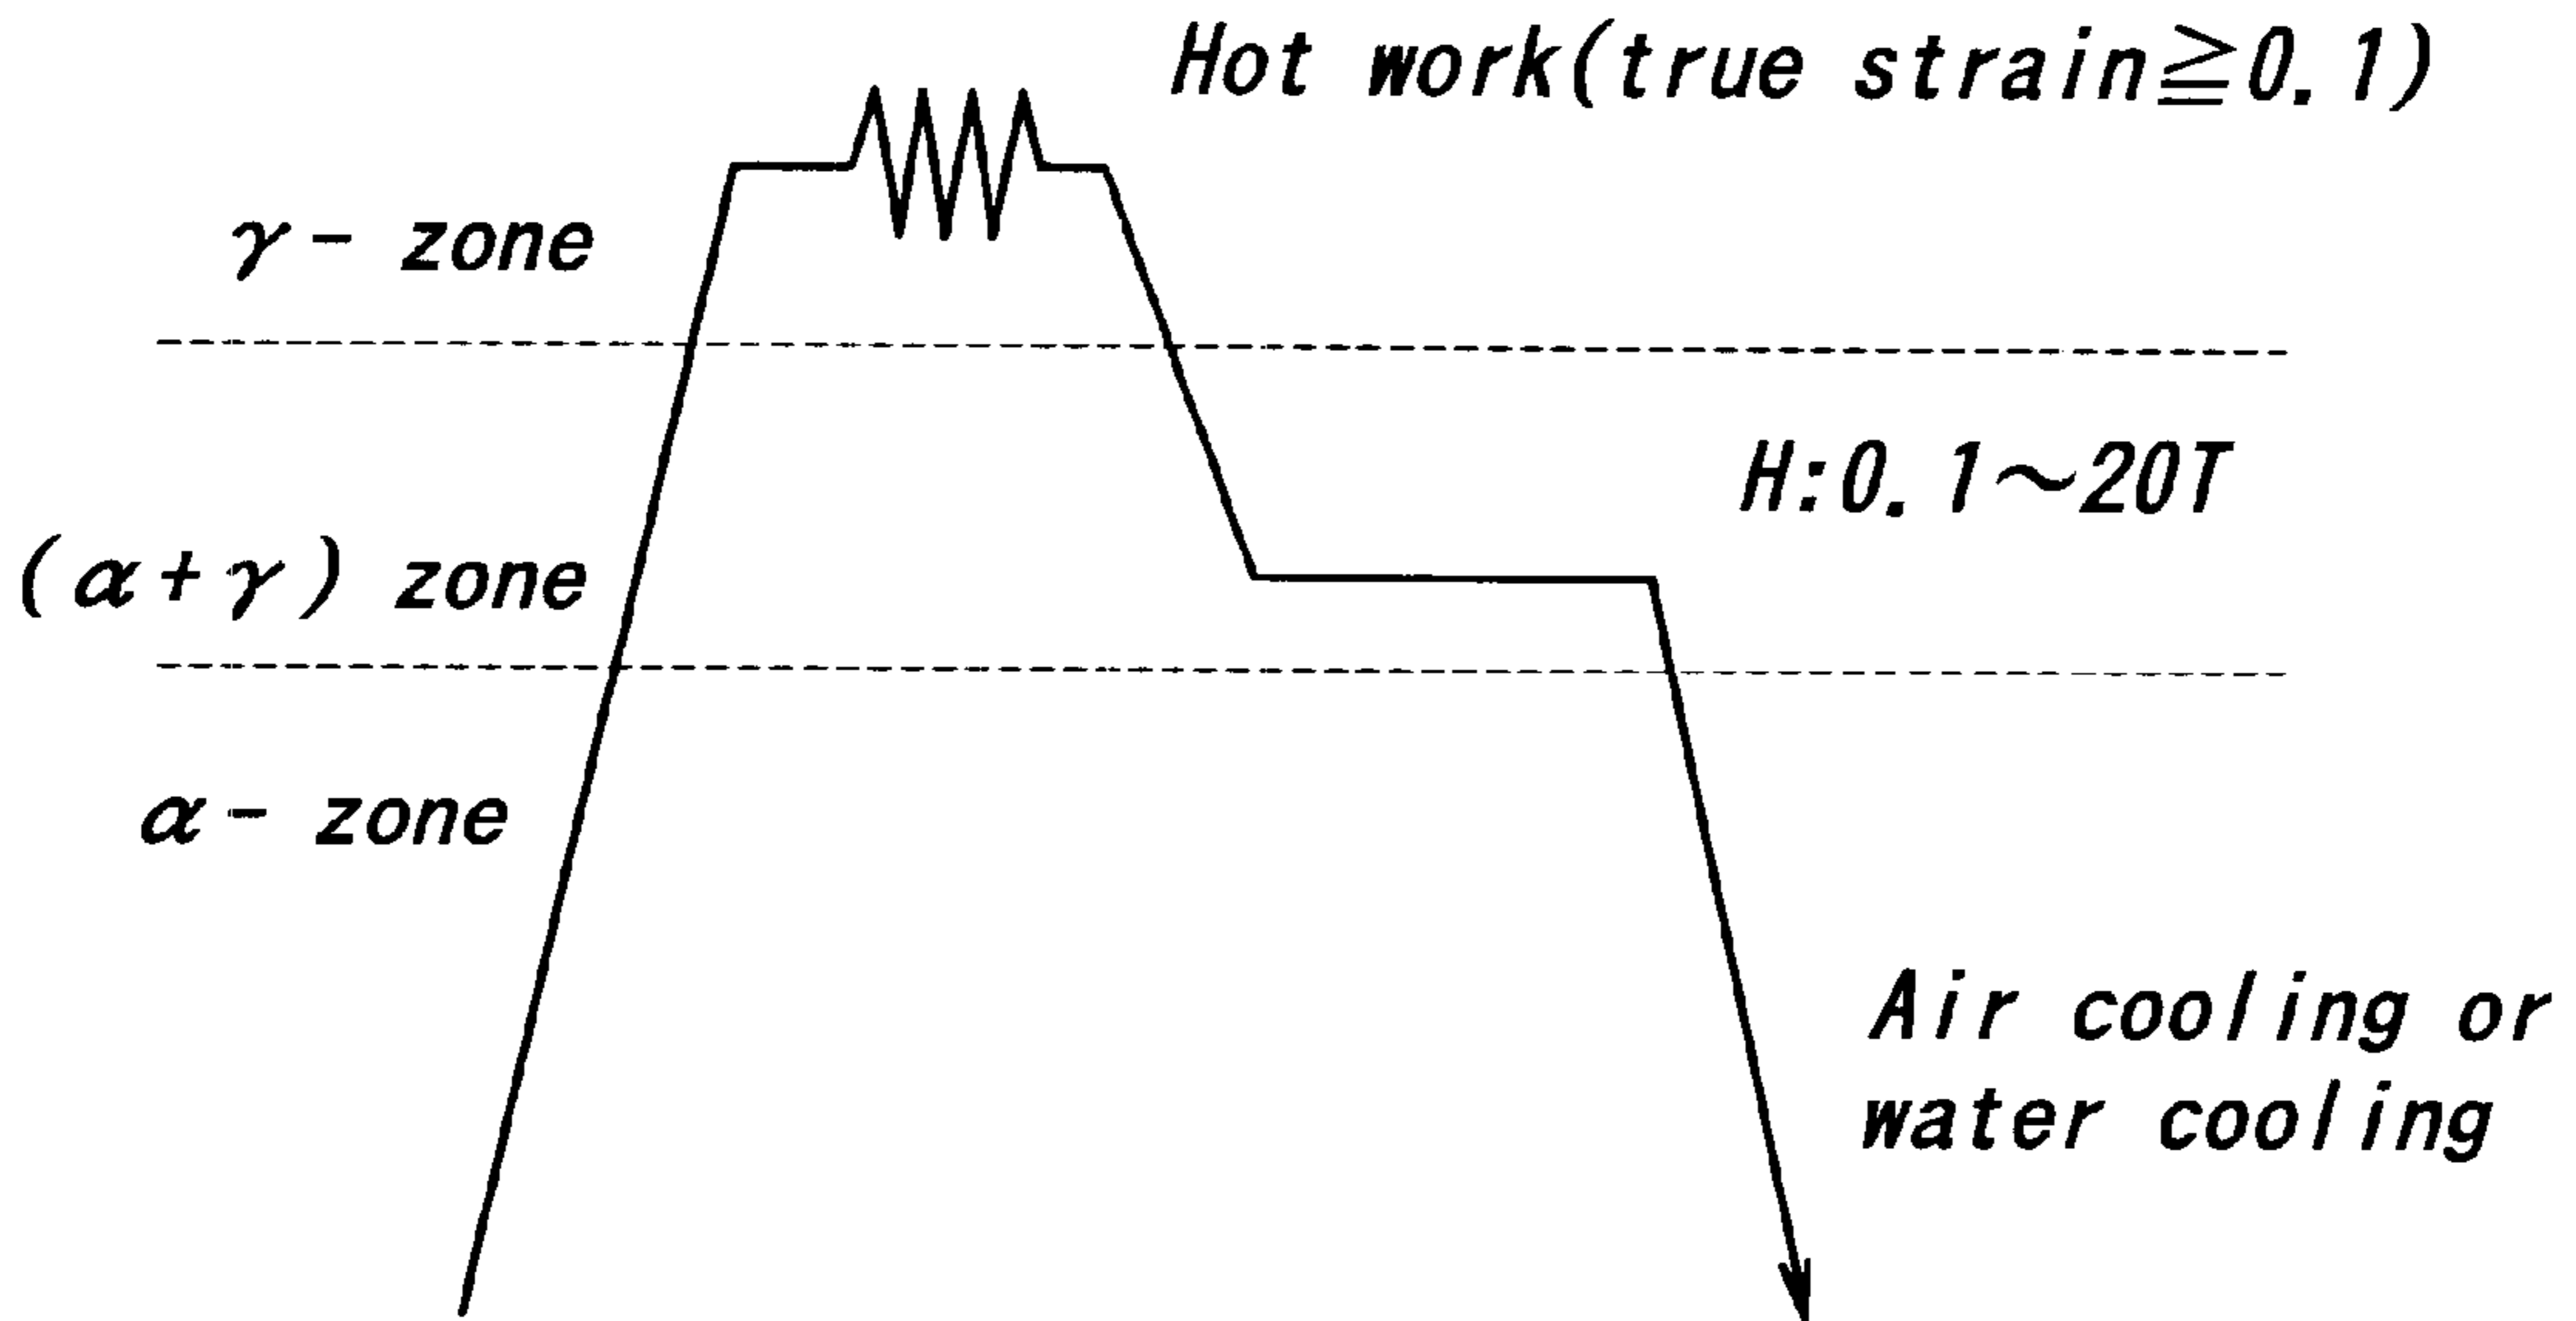 Hot work(true strain≧0.1)
γ- zone
H:0.1~20T
(α+γ) zone
α- zone
Air cooling or
water cooling